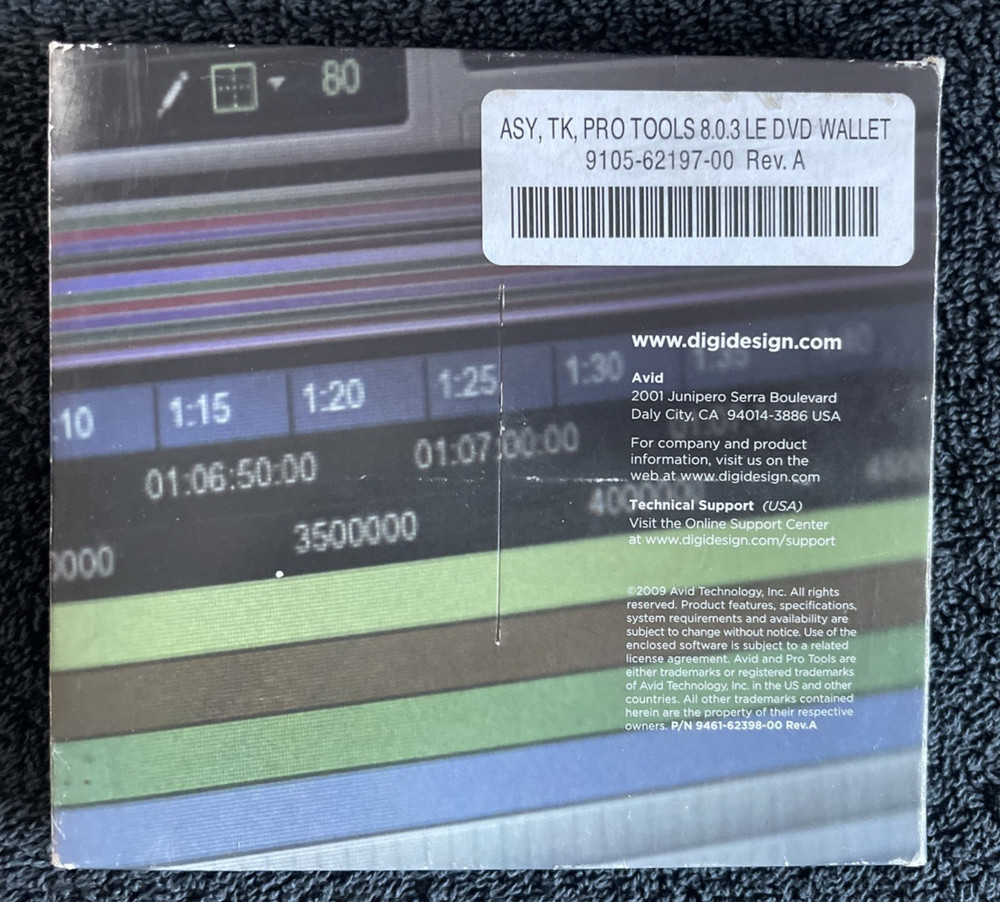 80
ASY, TK, PRO TOOLS 8.0.3 LE DVD WALLET
9105-62197-00 Rev. A
www.digidesign.com
Avid
2001 Junipero Serra Boulevard
Daly City, CA 94014-3886 USA
For company and product
information, visit us on the
web at www.digidesign.com
Technical Support (USA)
Visit the Online Support Center
at www.digidesign.com/support
©2009 Avid Technology, Inc. All rights
reserved. Product features, specifications,
system requirements and availability are
subject to change without notice. Use of the
enclosed software is subject to a related
license agreement. Avid and Pro Tools are
either trademarks or registered trademarks
of Avid Technology, Inc. in the US and other
countries. All other trademarks contained
herein are the property of their respective
owners. P/N 9461-62398-00 Rev.A
:10 1:15 1:20 1:25 1:30
01:06:50:00 01:07:00:00
3500000
0000